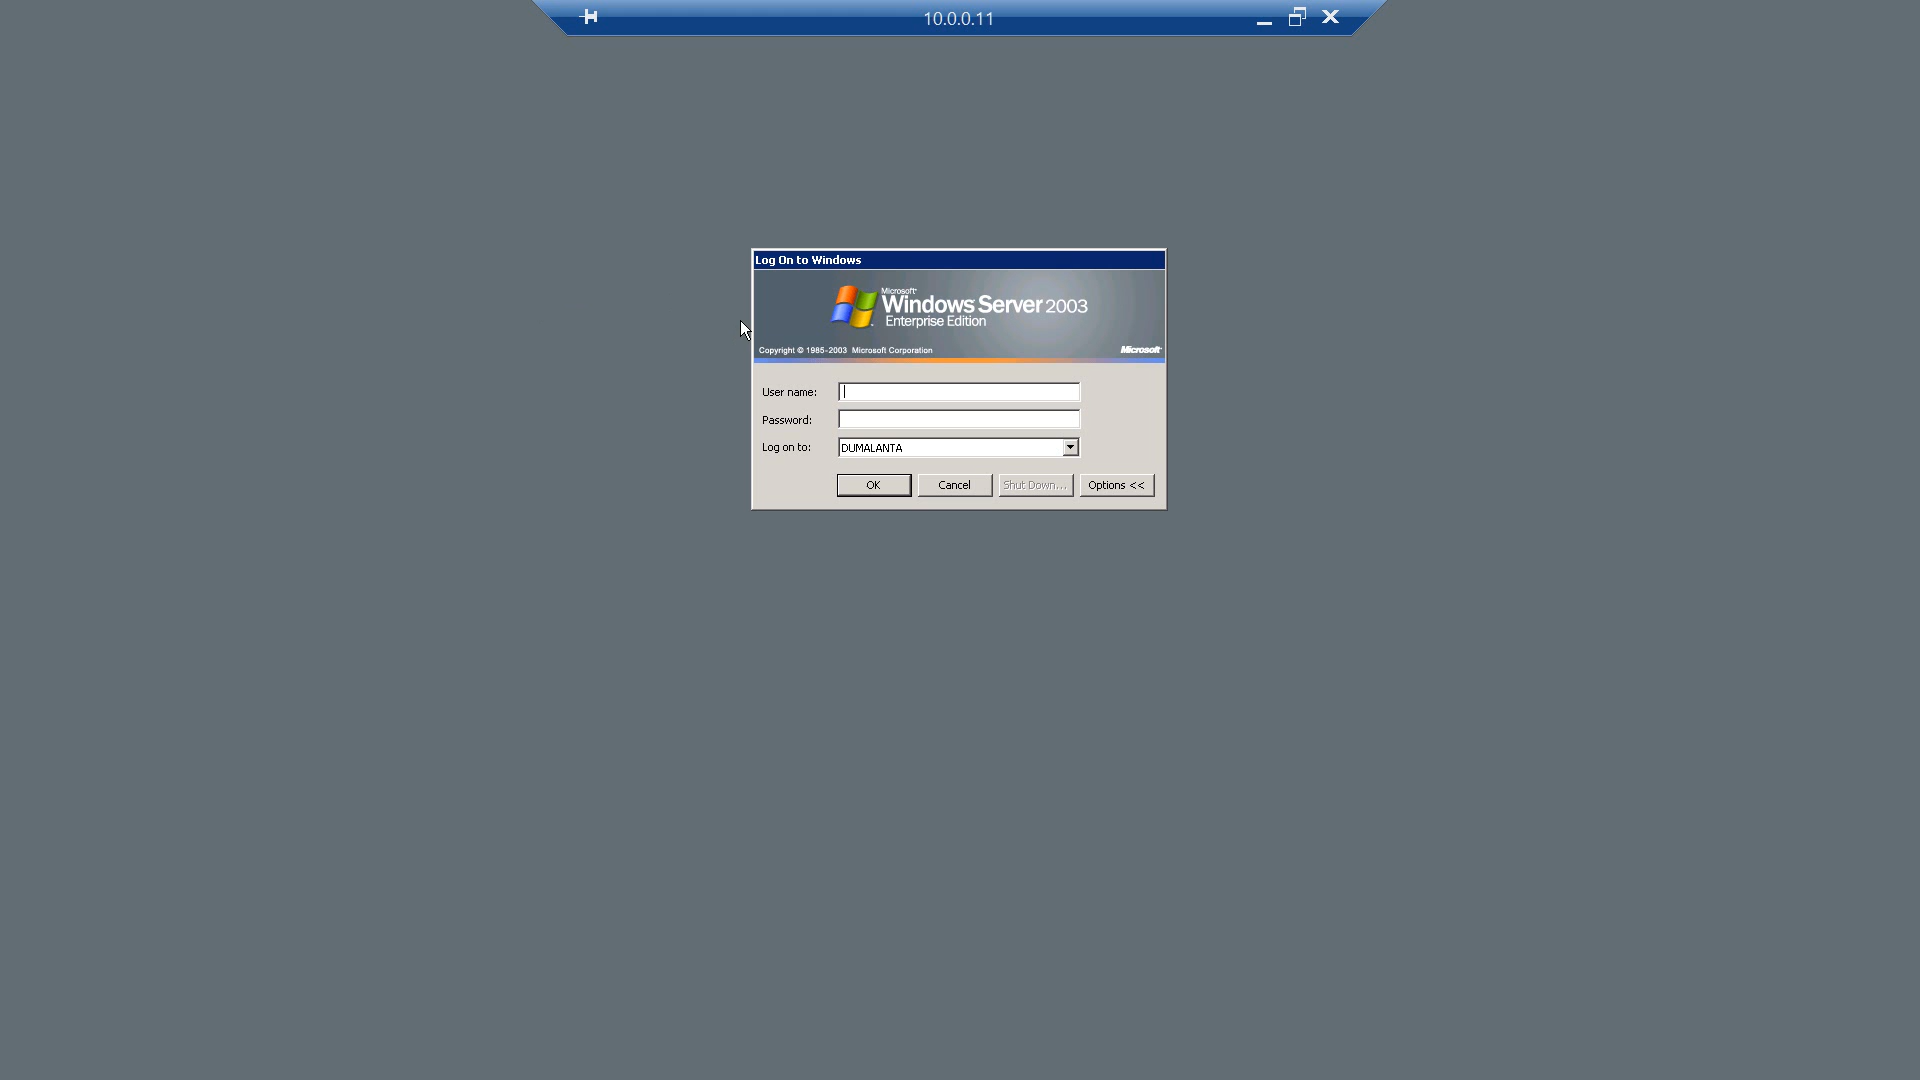 10.0.0.11
Log On to Windows
Microsoft
Windows Server 2003
Enterprise Edition
Copyright © 1985-2003 Microsoft Corporation
Microsoft
User name:
Password:
Log on to:
DUMALANTA
OK
Cancel
Shut Down...
Options <<